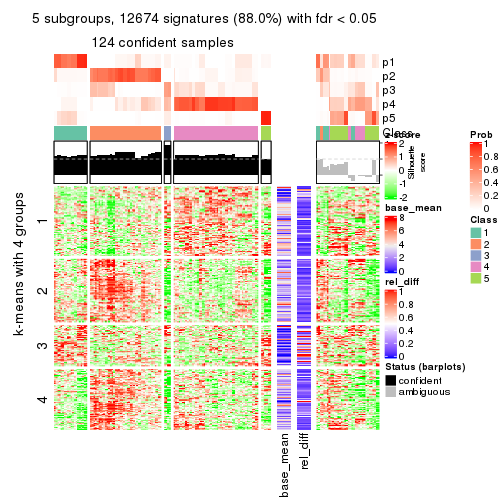 5 subgroups, 12674 signatures (88.0%) with fdr < 0.05
124 confident samples
p1
p2
p3
p4
p5
Class
z-score
2
1
0
-1
-2
Silhouette
score
base_mean
8
6
4
2
0
rel_diff
1
0.8
0.6
0.4
0.2
0
Status (barplots)
confident
ambiguous
Prob
1
0.8
0.6
0.4
0.2
0
Class
1
2
3
4
5
k-means with 4 groups
1
2
3
4
base_mean
rel_diff